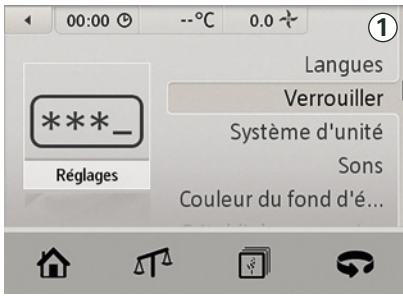 00:00 --°C 0.0 1
Langues
Verrouiller
***_
Système d'unité
Sons
Réglages
Couleur du fond d'é...